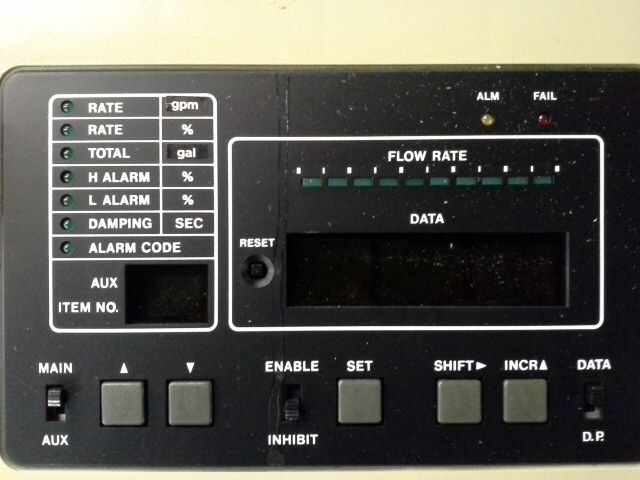 ALM FAIL
RATE gpm
RATE %
TOTAL gal
H ALARM %
L ALARM %
DAMPING SEC
ALARM CODE
AUX
ITEM NO.
FLOW RATE
DATA
RESET
MAIN ▲ ▼ ENABLE SET SHIFT► INCR▲ DATA
AUX INHIBIT D.P.